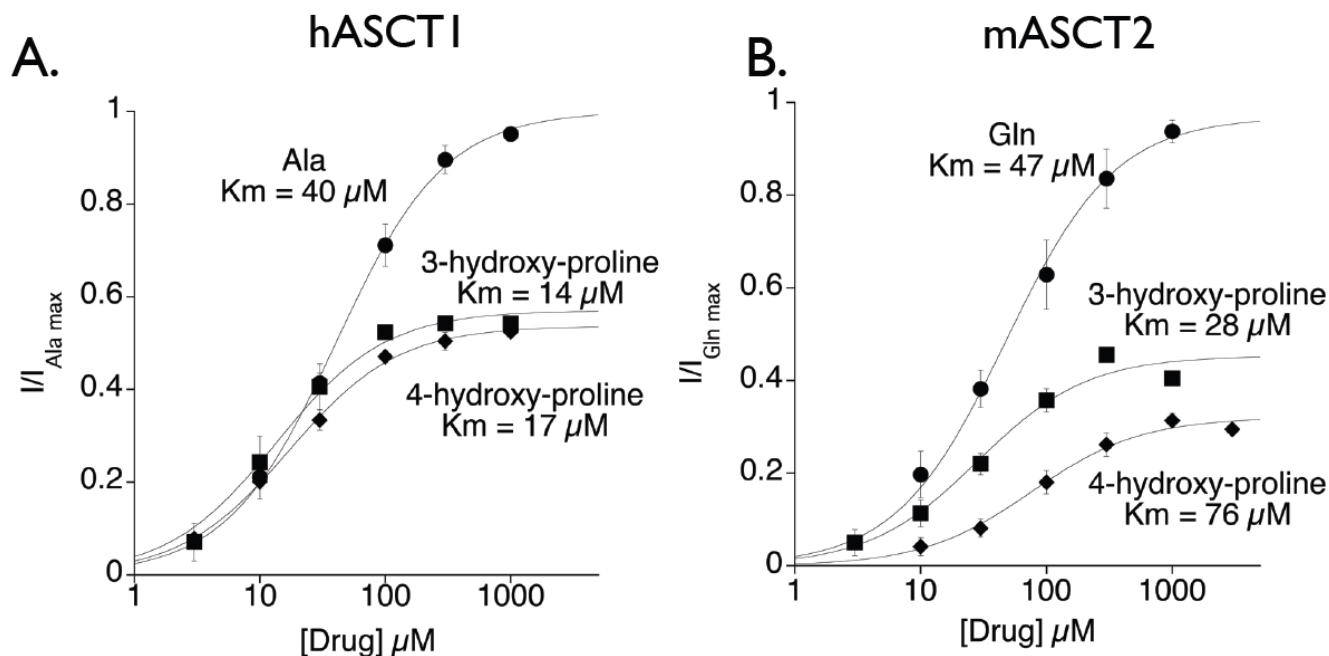 hASCT1
mASCT2
A.
B.
1
0.8
0.6
0.4
0.2
0
I/I Ala max
Ala
Km = 40 µM
3-hydroxy-proline
Km = 14 µM
4-hydroxy-proline
Km = 17 µM
1 10 100 1000
[Drug] µM
1
0.8
0.6
0.4
0.2
0
I/I Gln max
Gln
Km = 47 µM
3-hydroxy-proline
Km = 28 µM
4-hydroxy-proline
Km = 76 µM
1 10 100 1000
[Drug] µM